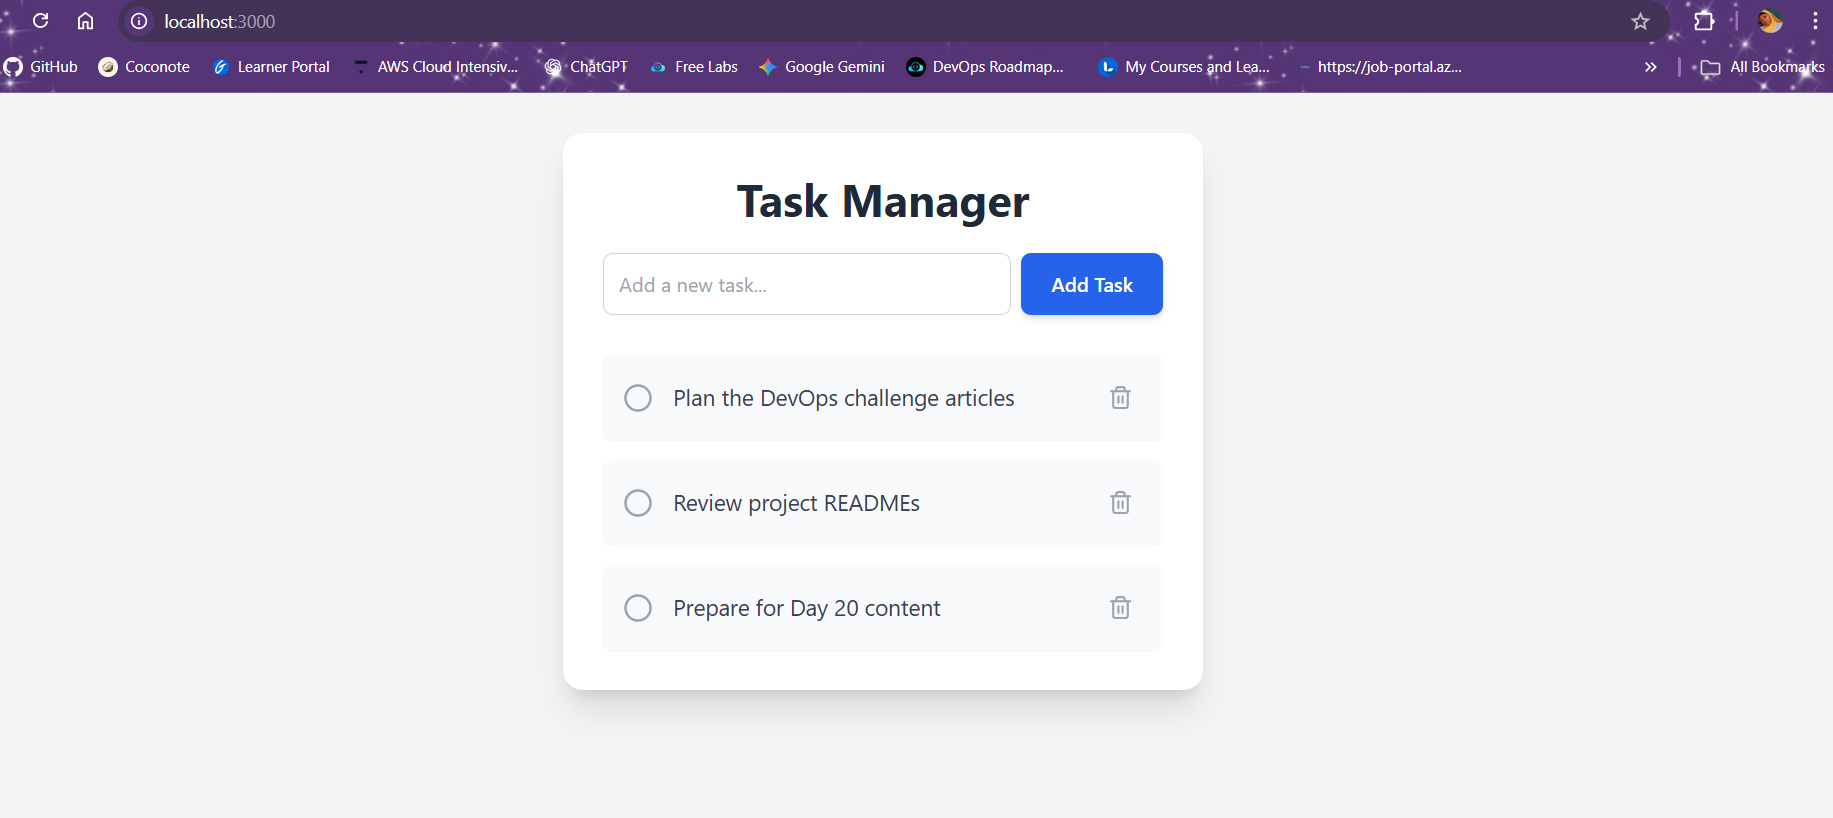 localhost:3000
GitHub Coconote Learner Portal AWS Cloud Intensiv... ChatGPT Free Labs Google Gemini DevOps Roadmap... My Courses and Lea... https://job-portal.az... » All Bookmarks
Task Manager
Add a new task... Add Task
Plan the DevOps challenge articles
Review project READMEs
Prepare for Day 20 content